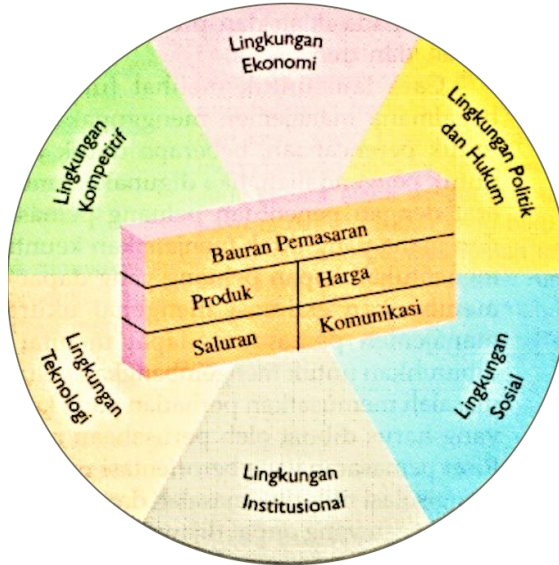 Lingkungan
Ekonomi
Lingkungan Politik
dan Hukum
Lingkungan
Kompetitif
Bauran Pemasaran
Produk
Harga
Saluran
Komunikasi
Lingkungan
Teknologi
Lingkungan
Sosial
Lingkungan
Institusional